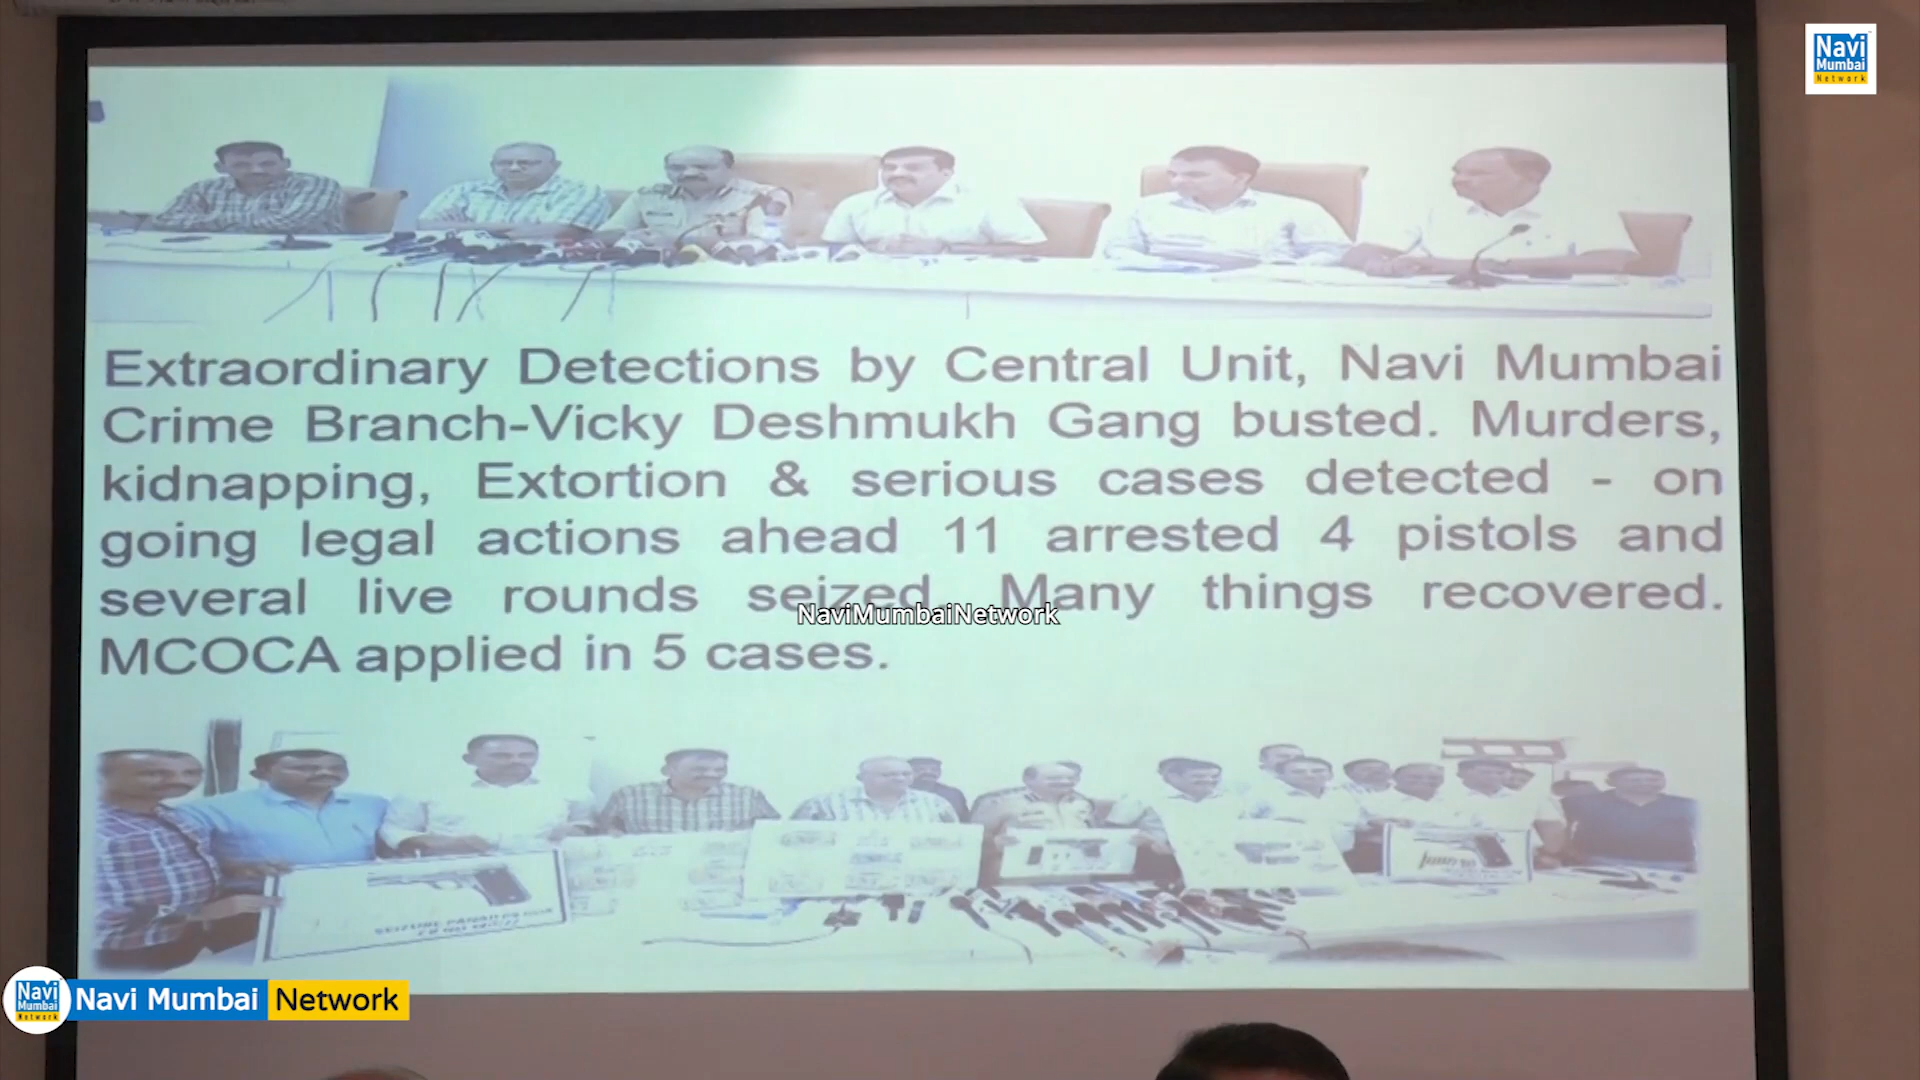 Navi
Mumbai
Network
Extraordinary Detections by Central Unit, Navi Mumbai
Crime Branch-Vicky Deshmukh Gang busted. Murders,
kidnapping, Extortion & serious cases detected - on
going legal actions ahead 11 arrested 4 pistols and
several live rounds seized. Many things recovered.
NaviMumbaiNetwork
MCOCA applied in 5 cases.
Navi
Mumbai
Network
Navi Mumbai Network